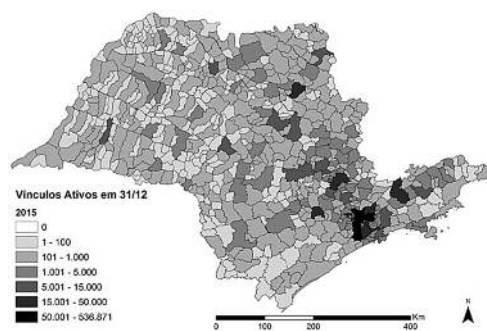 Vínculos Ativos em 31/12
2015
0
1 - 100
101 - 1.000
1.001 - 5.000
5.001 - 15.000
15.001 - 50.000
50.001 - 536.871
Km
0 100 200 400
N